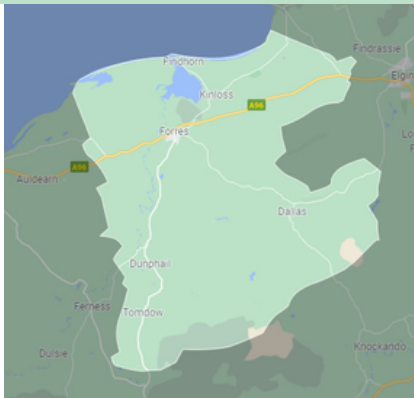 Findrassie
Findhorn
Elgin
Kinloss
A96
Forres
A96
Auldearn
Dallas
Dunphail
Ferness
Tomdow
Dulsie
Knockando